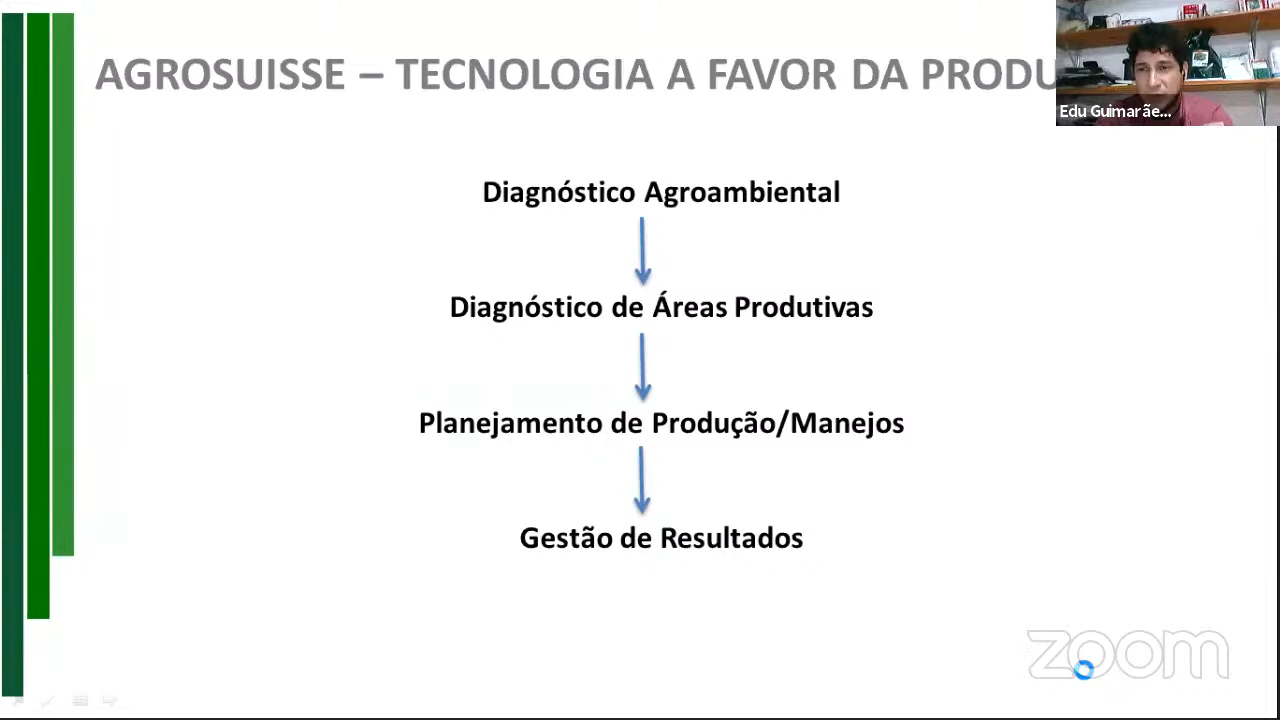 AGROSUISSE – TECNOLOGIA A FAVOR DA PRODU
Edu Guimarãe...
Diagnóstico Agroambiental
Diagnóstico de Áreas Produtivas
Planejamento de Produção/Manejos
Gestão de Resultados
zoom